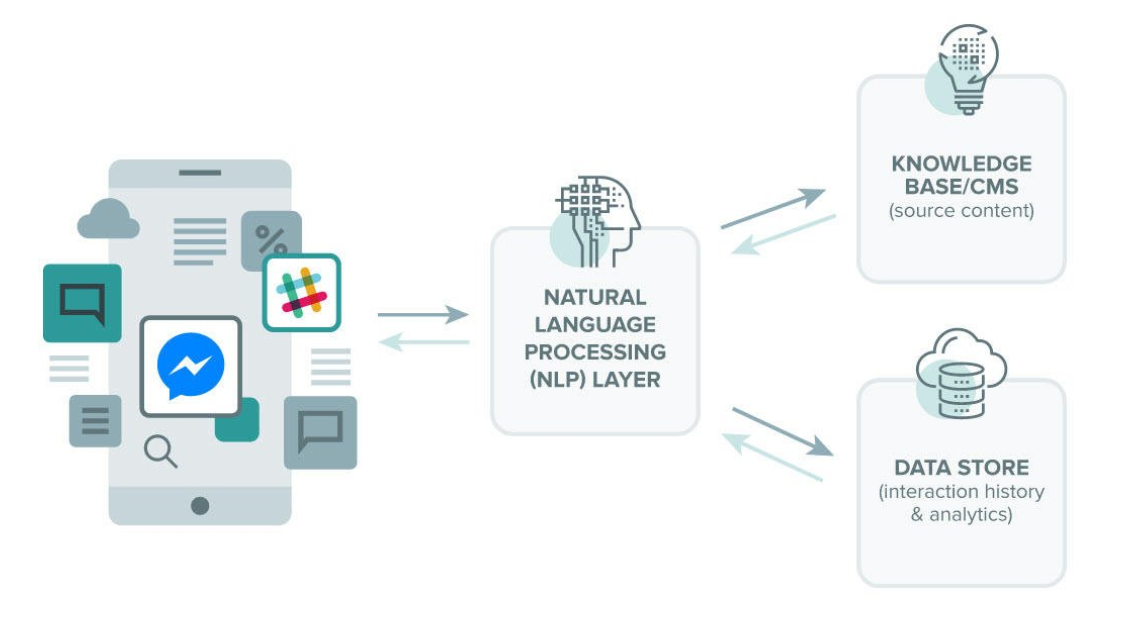 NATURAL
LANGUAGE
PROCESSING
(NLP) LAYER
KNOWLEDGE
BASE/CMS
(source content)
DATA STORE
(interaction history
& analytics)